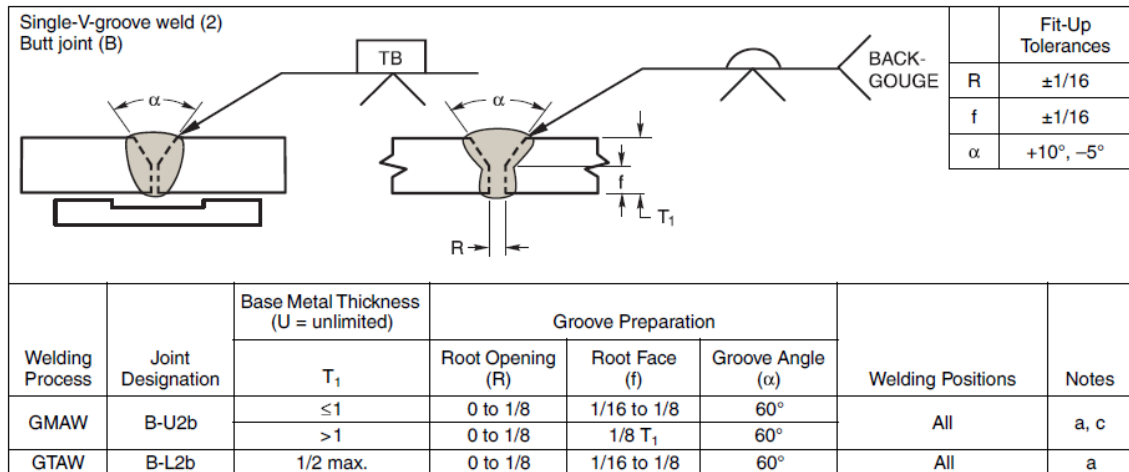 Single-V-groove weld (2)
Butt joint (B)
TB
α
α
BACK-
GOUGE
f
T₁
R
Fit-Up
Tolerances
R ±1/16
f ±1/16
α +10°, –5°
Welding
Process
Joint
Designation
Base Metal Thickness
(U = unlimited)
T₁
Groove Preparation
Root Opening
(R)
Root Face
(f)
Groove Angle
(α)
Welding Positions
Notes
GMAW B-U2b ≤1 0 to 1/8 1/16 to 1/8 60° All a, c
>1 0 to 1/8 1/8 T₁ 60°
GTAW B-L2b 1/2 max. 0 to 1/8 1/16 to 1/8 60° All a